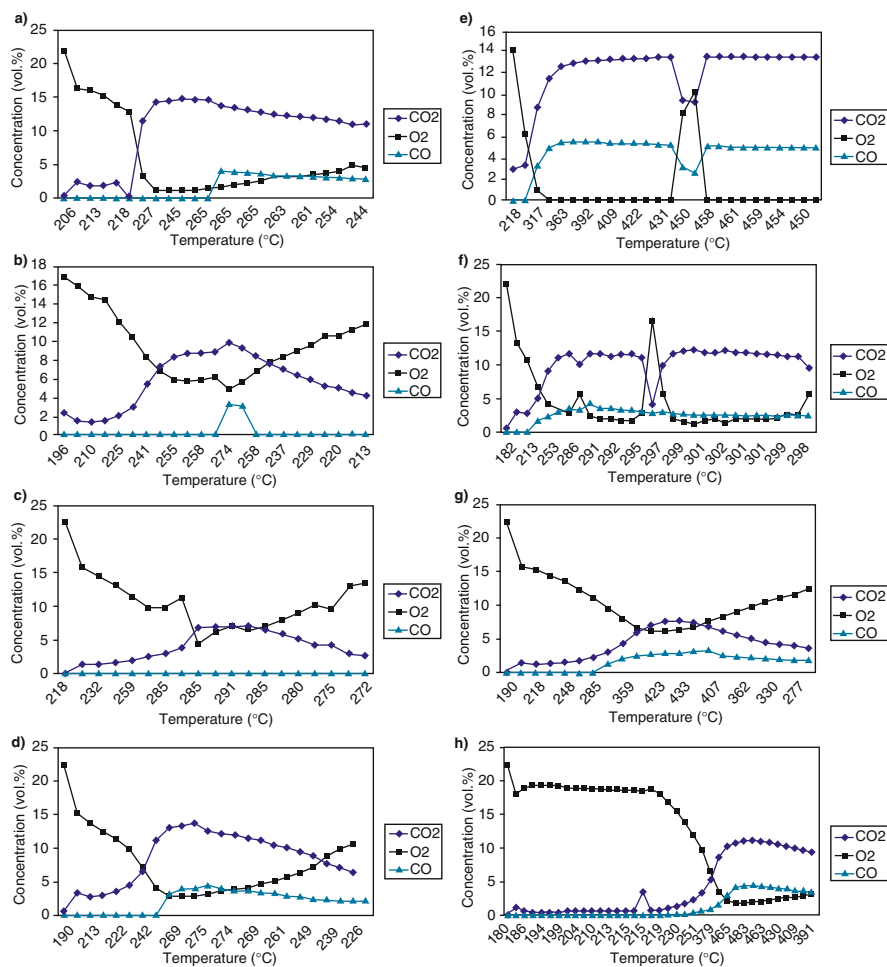 a)
Concentration (vol.%)
25
20
15
10
5
0
206 213 218 227 245 265 265 265 263 261 254 244
Temperature (°C)
CO2
O2
CO
b)
Concentration (vol.%)
18
16
14
12
10
8
6
4
2
0
196 210 225 241 255 258 274 258 237 229 220 213
Temperature (°C)
CO2
O2
CO
c)
Concentration (vol.%)
25
20
15
10
5
0
218 232 259 285 285 291 285 280 275 272
Temperature (°C)
CO2
O2
CO
d)
Concentration (vol.%)
25
20
15
10
5
0
190 213 222 242 269 275 274 269 261 249 239 226
Temperature (°C)
CO2
O2
CO
e)
Concentration (vol.%)
16
14
12
10
8
6
4
2
0
218 317 363 392 409 422 431 450 458 461 459 454 450
Temperature (°C)
CO2
O2
CO
f)
Concentration (vol.%)
25
20
15
10
5
0
182 213 253 286 291 292 295 297 301 302 301 301 299 298
Temperature (°C)
CO2
O2
CO
g)
Concentration (vol.%)
25
20
15
10
5
0
190 218 248 285 359 423 433 407 362 330 277
Temperature (°C)
CO2
O2
CO
h)
Concentration (vol.%)
25
20
15
10
5
0
180 186 194 199 204 210 213 215 215 219 230 251 379 465 483 463 430 409 391
Temperature (°C)
CO2
O2
CO